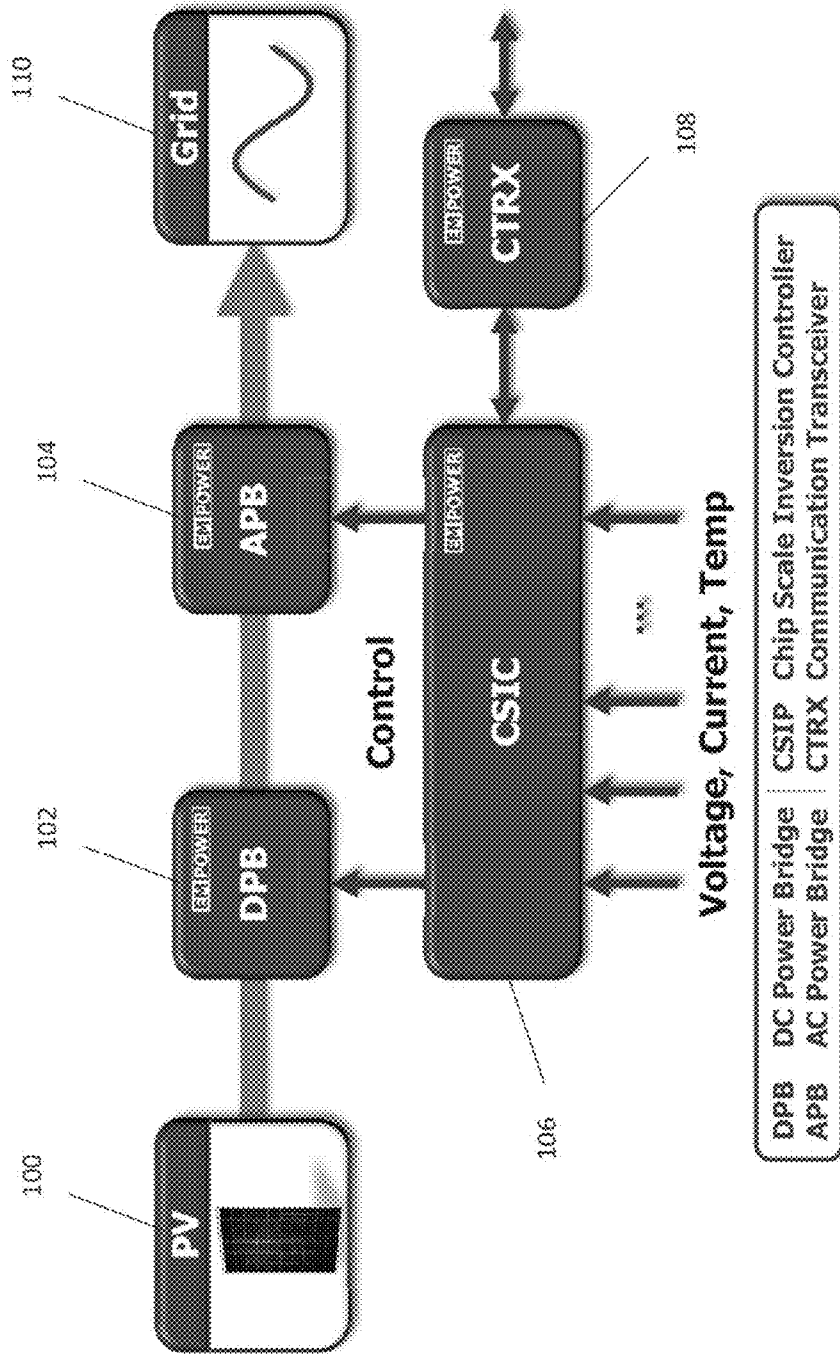 100
102
104
110
PV
EMPOWER
DPB
EMPOWER
APB
Grid
Control
EMPOWER
CSIC
EMPOWER
CTRX
106
108
...
Voltage, Current, Temp
DPB DC Power Bridge CSIP Chip Scale Inversion Controller
APB AC Power Bridge CTRX Communication Transceiver